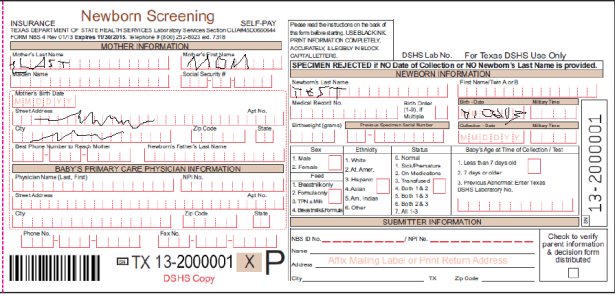 Newborn Screening
INSURANCE
SELF-PAY
TEXAS DEPARTMENT OF STATE HEALTH SERVICES Laboratory Services Section CLIA#45D0660644
FORM NBS 4 Rev 01/13 Expires 11/30/2015. Telephone # (800) 252-8023 ext. 7318
MOTHER INFORMATION
Mother's Last Name
Mother's First Name
LAST
MOM
Maiden Name
Social Security #
Mother's Birth Date
M M D D Y Y
Street Address
Apt No.
City
Zip Code
State
Best Phone Number to Reach Mother
Newborn's Father's Last Name
BABY'S PRIMARY CARE PHYSICIAN INFORMATION
Physician Name (Last, First)
NPI No.
Street Address
Apt No.
City
Zip Code
State
Phone No.
Fax No.
SN TX 13-2000001 X P
DSHS Copy
Please read the instructions on the back of
this form before starting. USE BLACK INK.
PRINT INFORMATION COMPLETELY,
ACCURATELY, & LEGIBLY IN BLOCK
CAPITAL LETTERS.
DSHS Lab No.
For Texas DSHS Use Only
SPECIMEN REJECTED if NO Date of Collection or NO Newborn's Last Name is provided.
NEWBORN INFORMATION
Newborn's Last Name
First Name/Twin A or B
TEST
Medical Record No.
Birth Order
(1-9), if
Multiple
Birth - Date
Military Time
Birthweight (grams)
Previous Specimen Serial Number
Collection - Date
Military Time
M M D D Y Y
Sex
1. Male
2. Female
Feed
1. Breastmilk only
2. Formula only
3. TPN ± Milk
4. Breastmilk & Formula
Ethnicity
1. White
2. Af. Amer.
3. Hispanic
4. Asian
5. Am. Indian
6. Other
Status
0. Normal
1. Sick/Premature
2. On Medications
3. Transfused
4. Both 1 & 2
5. Both 1 & 3
6. Both 2 & 3
7. All 1-3
Baby's Age at Time of Collection / Test
1. Less than 7 days old
2. 7 days or older
3. Previous Abnormal: Enter Texas
DSHS Laboratory No.
SN 13-2000001
SUBMITTER INFORMATION
NBS ID No.
/ NPI No.
Name
Affix Mailing Label or Print Return Address
Address
City
TX
Zip Code
Check to verify
parent information
& decision form
distributed